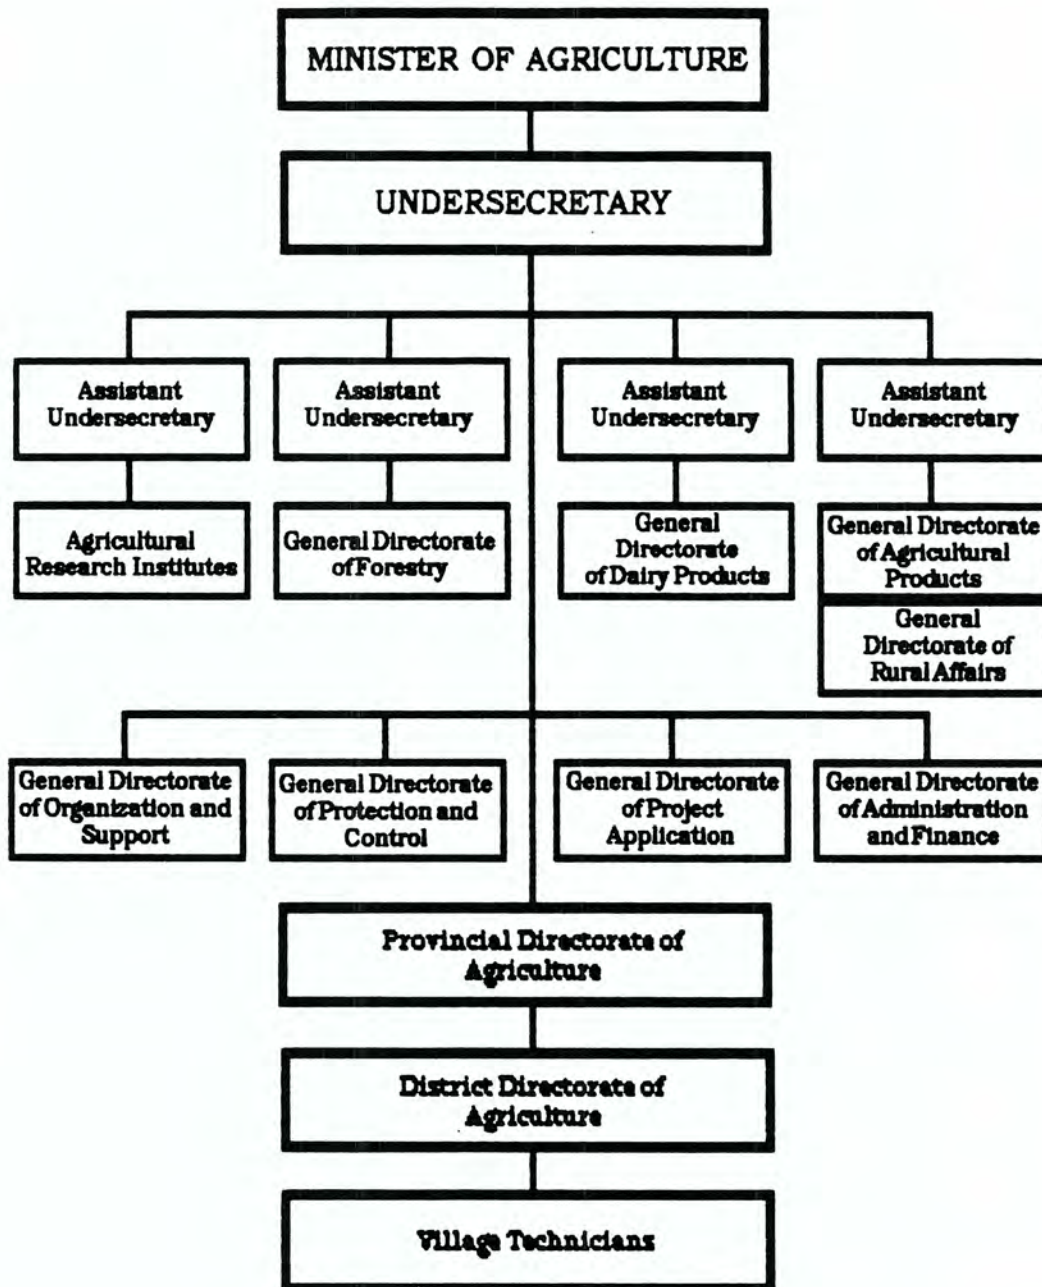 MINISTER OF AGRICULTURE
UNDERSECRETARY
Assistant
Undersecretary
Assistant
Undersecretary
Assistant
Undersecretary
Assistant
Undersecretary
Agricultural
Research Institutes
General Directorate
of Forestry
General
Directorate
of Dairy Products
General Directorate
of Agricultural
Products
General
Directorate of
Rural Affairs
General Directorate
of Organization and
Support
General Directorate
of Protection and
Control
General Directorate
of Project
Application
General Directorate
of Administration
and Finance
Provincial Directorate of
Agriculture
District Directorate of
Agriculture
Village Technicians